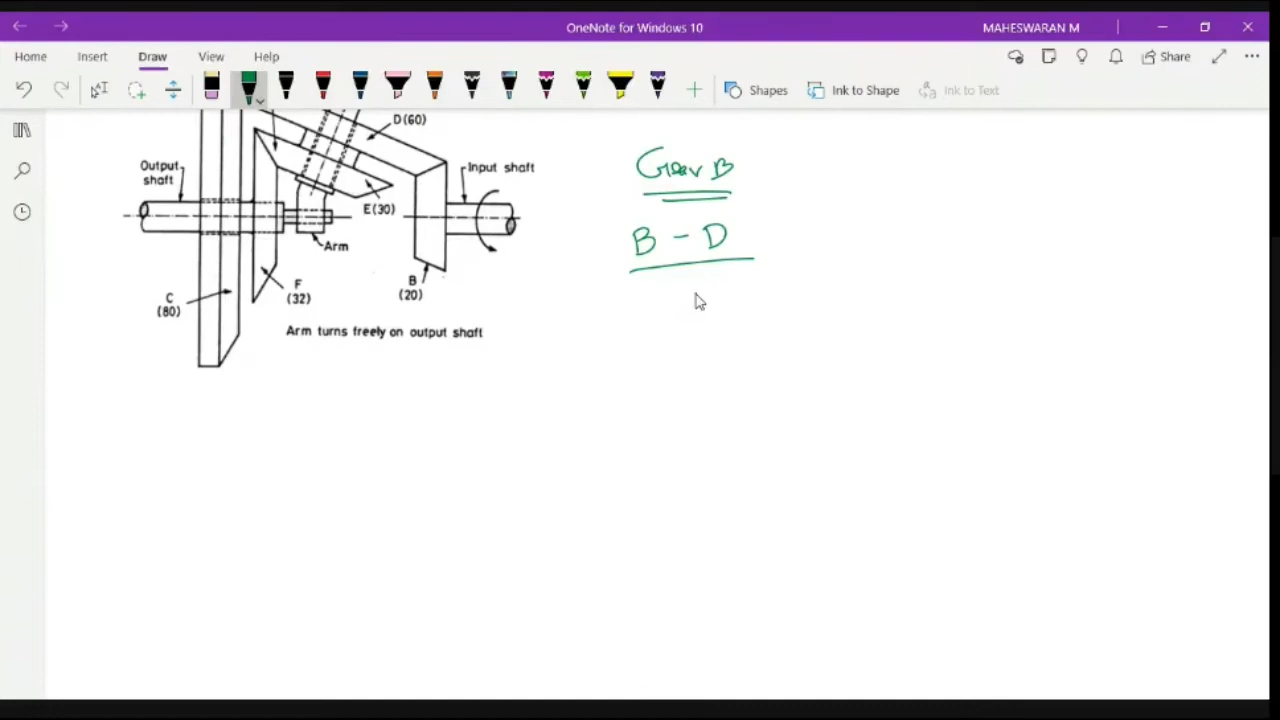 OneNote for Windows 10
MAHESWARAN M
Home Insert Draw View Help
Share
Shapes
Ink to Shape
Ink to Text
D(60)
Output
shaft
Input shaft
E(30)
Arm
F
(32)
B
(20)
C
(80)
Arm turns freely on output shaft
Gear B
B - D